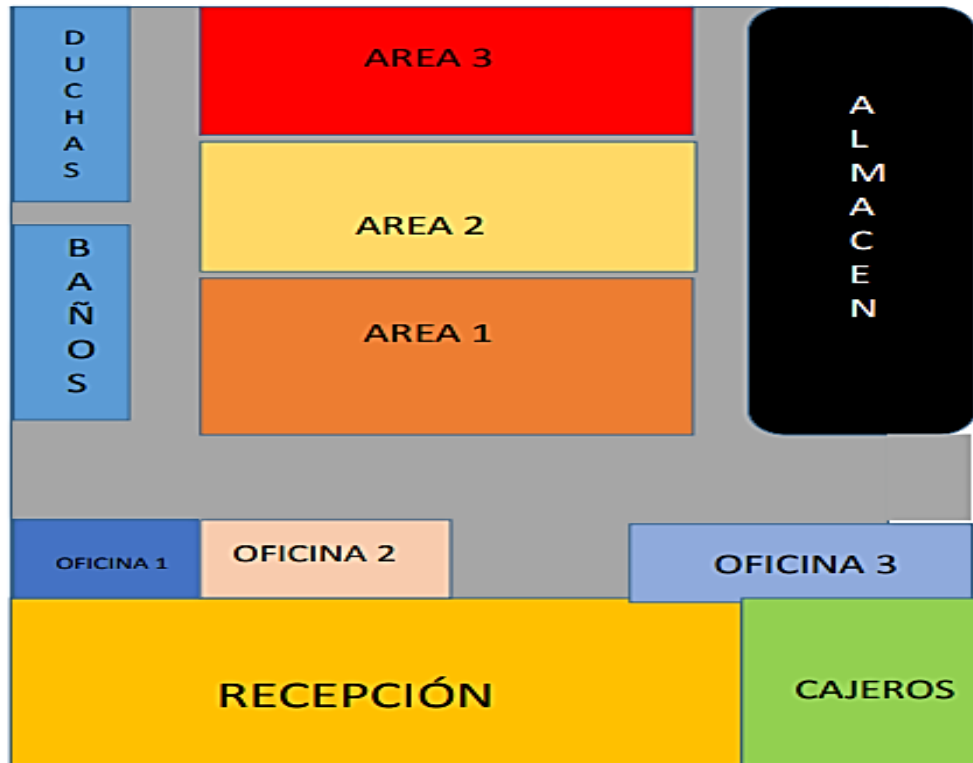 DUCHAS
AREA 3
ALMACEN
AREA 2
BAÑOS
AREA 1
OFICINA 1
OFICINA 2
OFICINA 3
RECEPCIÓN
CAJEROS